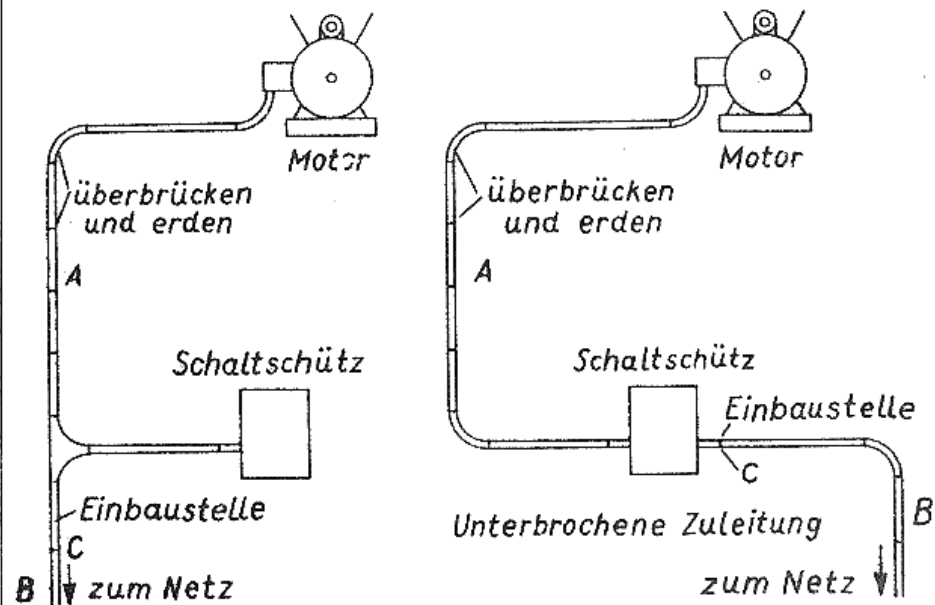 Motor
überbrücken
und erden
A
Schaltschütz
Einbaustelle
C
B
zum Netz
Motor
überbrücken
und erden
A
Schaltschütz
Einbaustelle
C
Unterbrochene Zuleitung
B
zum Netz